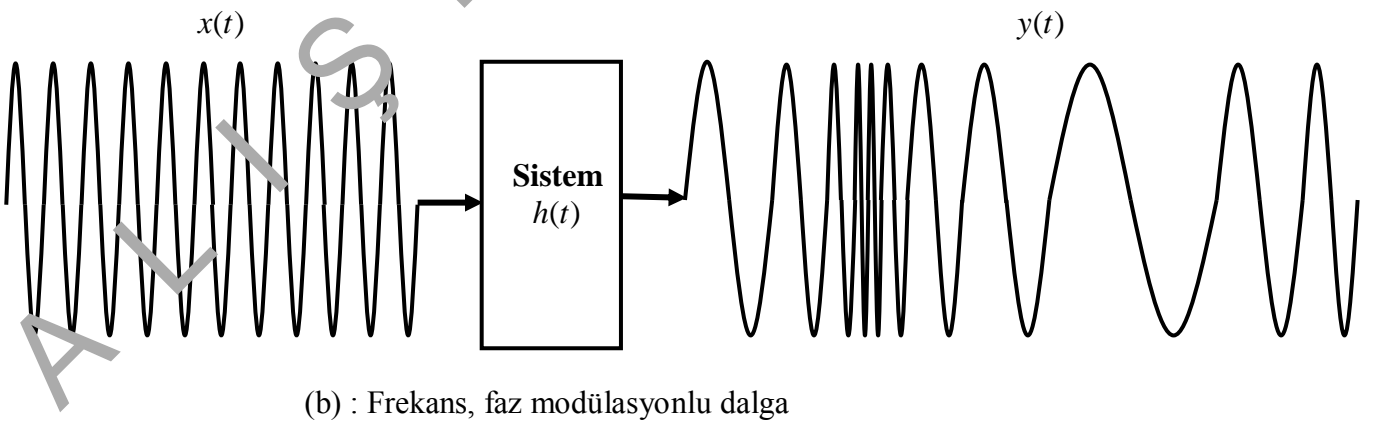 x(t)
y(t)
Sistem
h(t)
(b) : Frekans, faz modülasyonlu dalga
A L I Ş